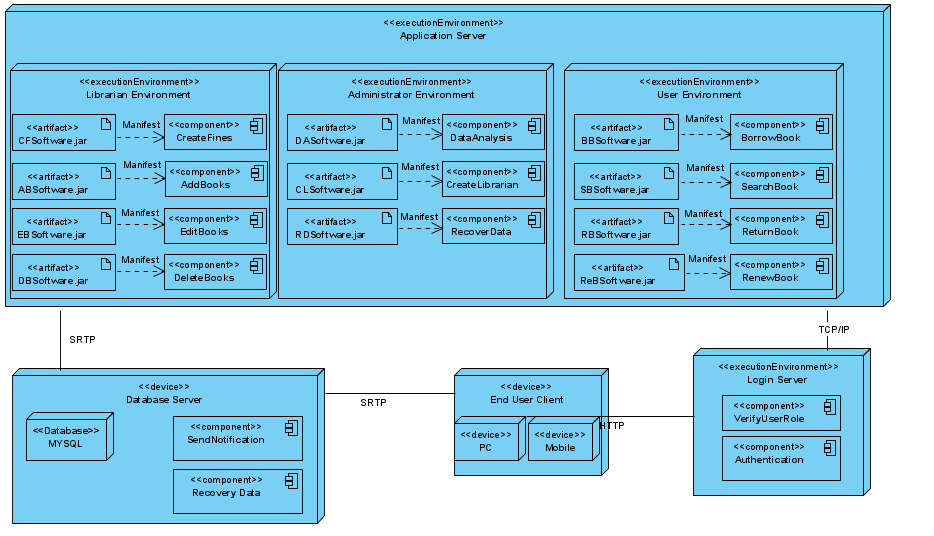 <<executionEnvironment>>
Application Server
<<executionEnvironment>>
Librarian Environment
<<artifact>>
CFSoftware.jar
Manifest
<<component>>
CreateFines
<<artifact>>
ABSoftware.jar
Manifest
<<component>>
AddBooks
<<artifact>>
EBSoftware.jar
Manifest
<<component>>
EditBooks
<<artifact>>
DBSoftware.jar
Manifest
<<component>>
DeleteBooks
<<executionEnvironment>>
Administrator Environment
<<artifact>>
DASoftware.jar
Manifest
<<component>>
DataAnalysis
<<artifact>>
CLSoftware.jar
Manifest
<<component>>
CreateLibrarian
<<artifact>>
RDSoftware.jar
Manifest
<<component>>
RecoverData
<<executionEnvironment>>
User Environment
<<artifact>>
BBSoftware.jar
Manifest
<<component>>
BorrowBook
<<artifact>>
SBSoftware.jar
Manifest
<<component>>
SearchBook
<<artifact>>
RBSoftware.jar
Manifest
<<component>>
ReturnBook
<<artifact>>
ReBSoftware.jar
Manifest
<<component>>
RenewBook
SRTP
TCP/IP
<<device>>
Database Server
<<Database>>
MYSQL
<<component>>
SendNotification
<<component>>
Recovery Data
SRTP
<<device>>
End User Client
<<device>>
PC
<<device>>
Mobile
HTTP
<<executionEnvironment>>
Login Server
<<component>>
VerifyUserRole
<<component>>
Authentication